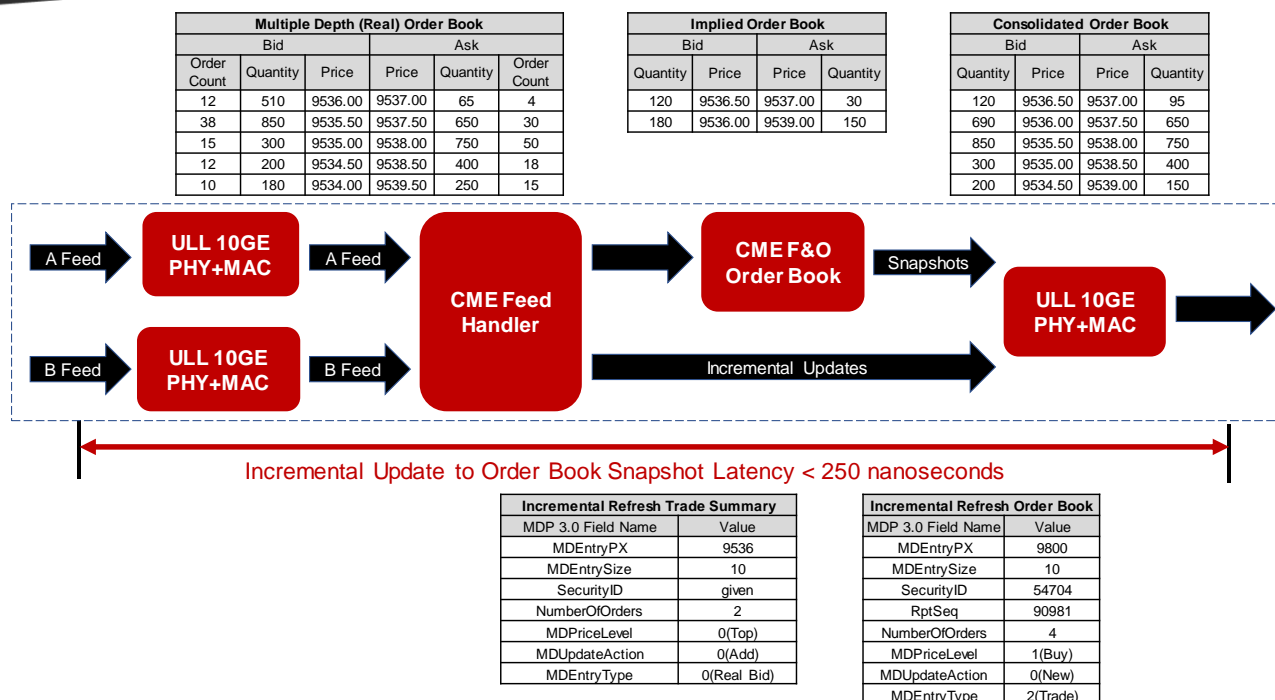 Multiple Depth (Real) Order Book
Bid Ask
Order Count Quantity Price Price Quantity Order Count
12 510 9536.00 9537.00 65 4
38 850 9535.50 9537.50 650 30
15 300 9535.00 9538.00 750 50
12 200 9534.50 9538.50 400 18
10 180 9534.00 9539.50 250 15
Implied Order Book
Bid Ask
Quantity Price Price Quantity
120 9536.50 9537.00 30
180 9536.00 9539.00 150
Consolidated Order Book
Bid Ask
Quantity Price Price Quantity
120 9536.50 9537.00 95
690 9536.00 9537.50 650
850 9535.50 9538.00 750
300 9535.00 9538.50 400
200 9534.50 9539.00 150
A Feed
ULL 10GE
PHY+MAC
A Feed
CME Feed
Handler
CME F&O
Order Book
Snapshots
ULL 10GE
PHY+MAC
B Feed
ULL 10GE
PHY+MAC
B Feed
Incremental Updates
Incremental Update to Order Book Snapshot Latency < 250 nanoseconds
Incremental Refresh Trade Summary
MDP 3.0 Field Name Value
MDEntryPX 9536
MDEntrySize 10
SecurityID given
NumberOfOrders 2
MDPriceLevel 0(Top)
MDUpdateAction 0(Add)
MDEntryType 0(Real Bid)
Incremental Refresh Order Book
MDP 3.0 Field Name Value
MDEntryPX 9800
MDEntrySize 10
SecurityID 54704
RptSeq 90981
NumberOfOrders 4
MDPriceLevel 1(Buy)
MDUpdateAction 0(New)
MDEntryType 2(Trade)